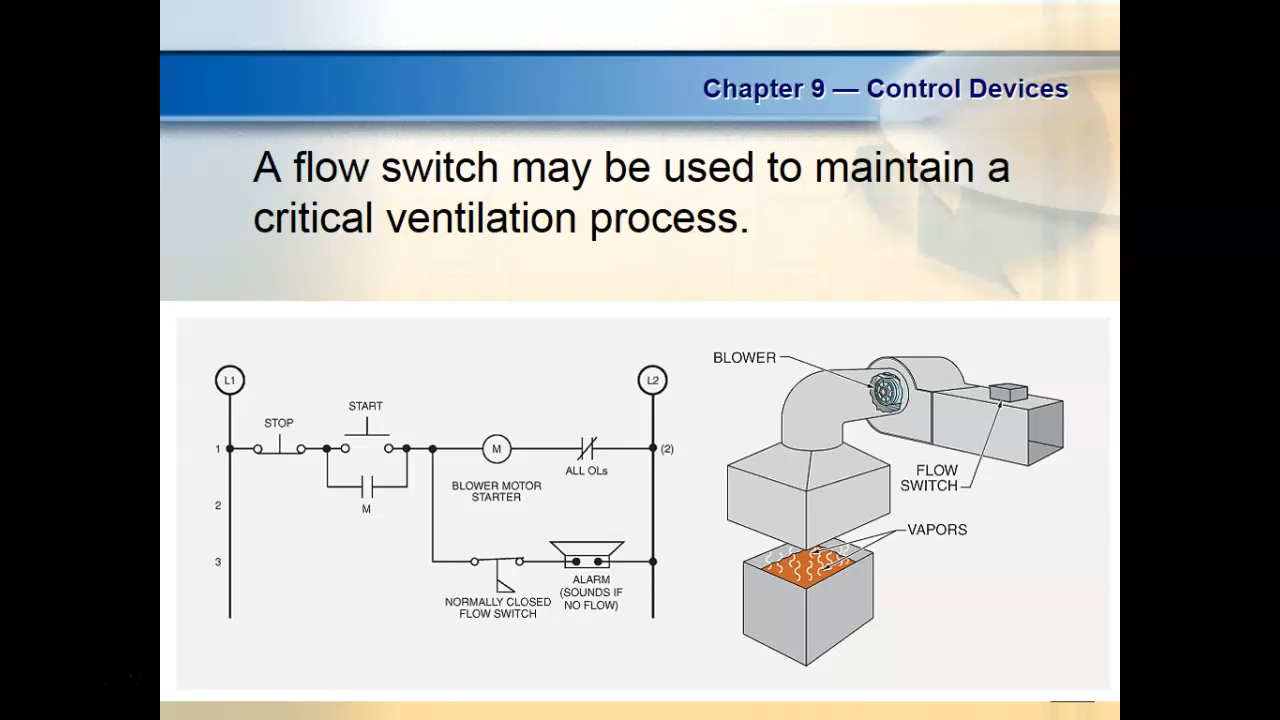 Chapter 9 — Control Devices
A flow switch may be used to maintain a
critical ventilation process.
L1
L2
START
STOP
1
M
(2)
ALL OLs
BLOWER MOTOR
STARTER
M
2
3
ALARM
(SOUNDS IF
NO FLOW)
NORMALLY CLOSED
FLOW SWITCH
BLOWER
FLOW
SWITCH
VAPORS